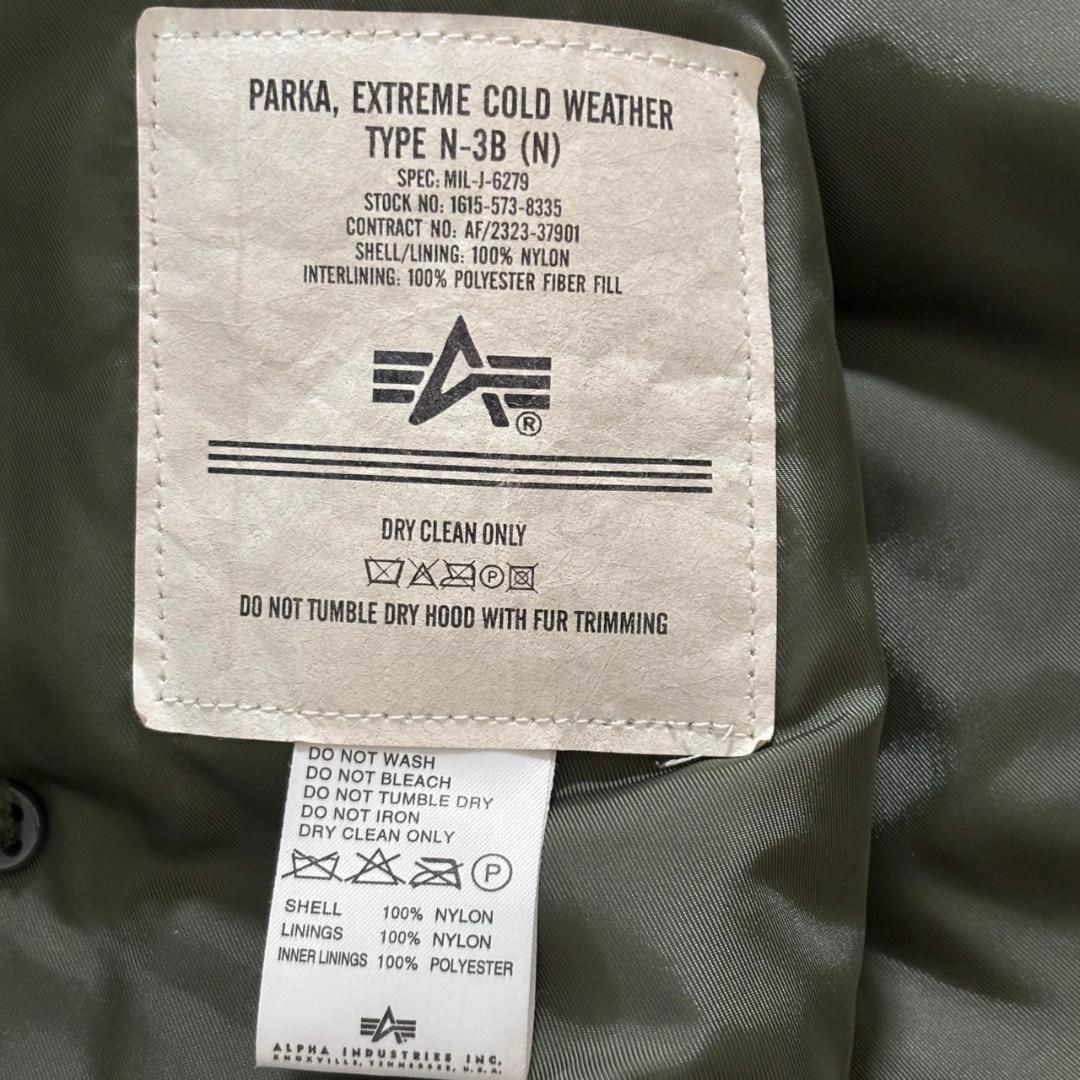 PARKA, EXTREME COLD WEATHER
TYPE N-3B (N)
SPEC: MIL-J-6279
STOCK NO: 1615-573-8335
CONTRACT NO: AF/2323-37901
SHELL/LINING: 100% NYLON
INTERLINING: 100% POLYESTER FIBER FILL
®
DRY CLEAN ONLY
P
DO NOT TUMBLE DRY HOOD WITH FUR TRIMMING
DO NOT WASH
DO NOT BLEACH
DO NOT TUMBLE DRY
DO NOT IRON
DRY CLEAN ONLY
P
SHELL 100% NYLON
LININGS 100% NYLON
INNER LININGS 100% POLYESTER
ALPHA INDUSTRIES INC.
KNOXVILLE, TENNESSEE, U.S.A.